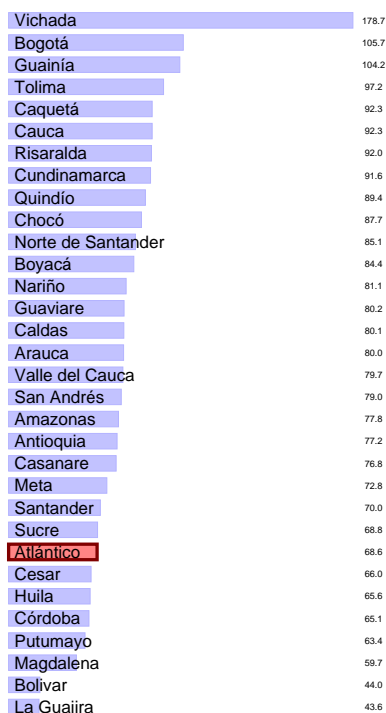 Vichada 178.7
Bogotá 105.7
Guainía 104.2
Tolima 97.2
Caquetá 92.3
Cauca 92.3
Risaralda 92.0
Cundinamarca 91.6
Quindío 89.4
Chocó 87.7
Norte de Santander 85.1
Boyacá 84.4
Nariño 81.1
Guaviare 80.2
Caldas 80.1
Arauca 80.0
Valle del Cauca 79.7
San Andrés 79.0
Amazonas 77.8
Antioquia 77.2
Casanare 76.8
Meta 72.8
Santander 70.0
Sucre 68.8
Atlántico 68.6
Cesar 66.0
Huila 65.6
Córdoba 65.1
Putumayo 63.4
Magdalena 59.7
Bolivar 44.0
La Guajira 43.6